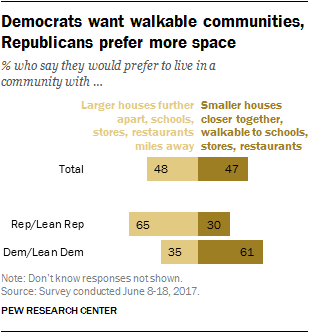 Democrats want walkable communities,
Republicans prefer more space
% who say they would prefer to live in a
community with ...
Larger houses further
apart, schools,
stores, restaurants
miles away
Smaller houses
closer together,
walkable to schools,
stores, restaurants
Total 48 47
Rep/Lean Rep 65 30
Dem/Lean Dem 35 61
Note: Don't know responses not shown.
Source: Survey conducted June 8-18, 2017.
PEW RESEARCH CENTER